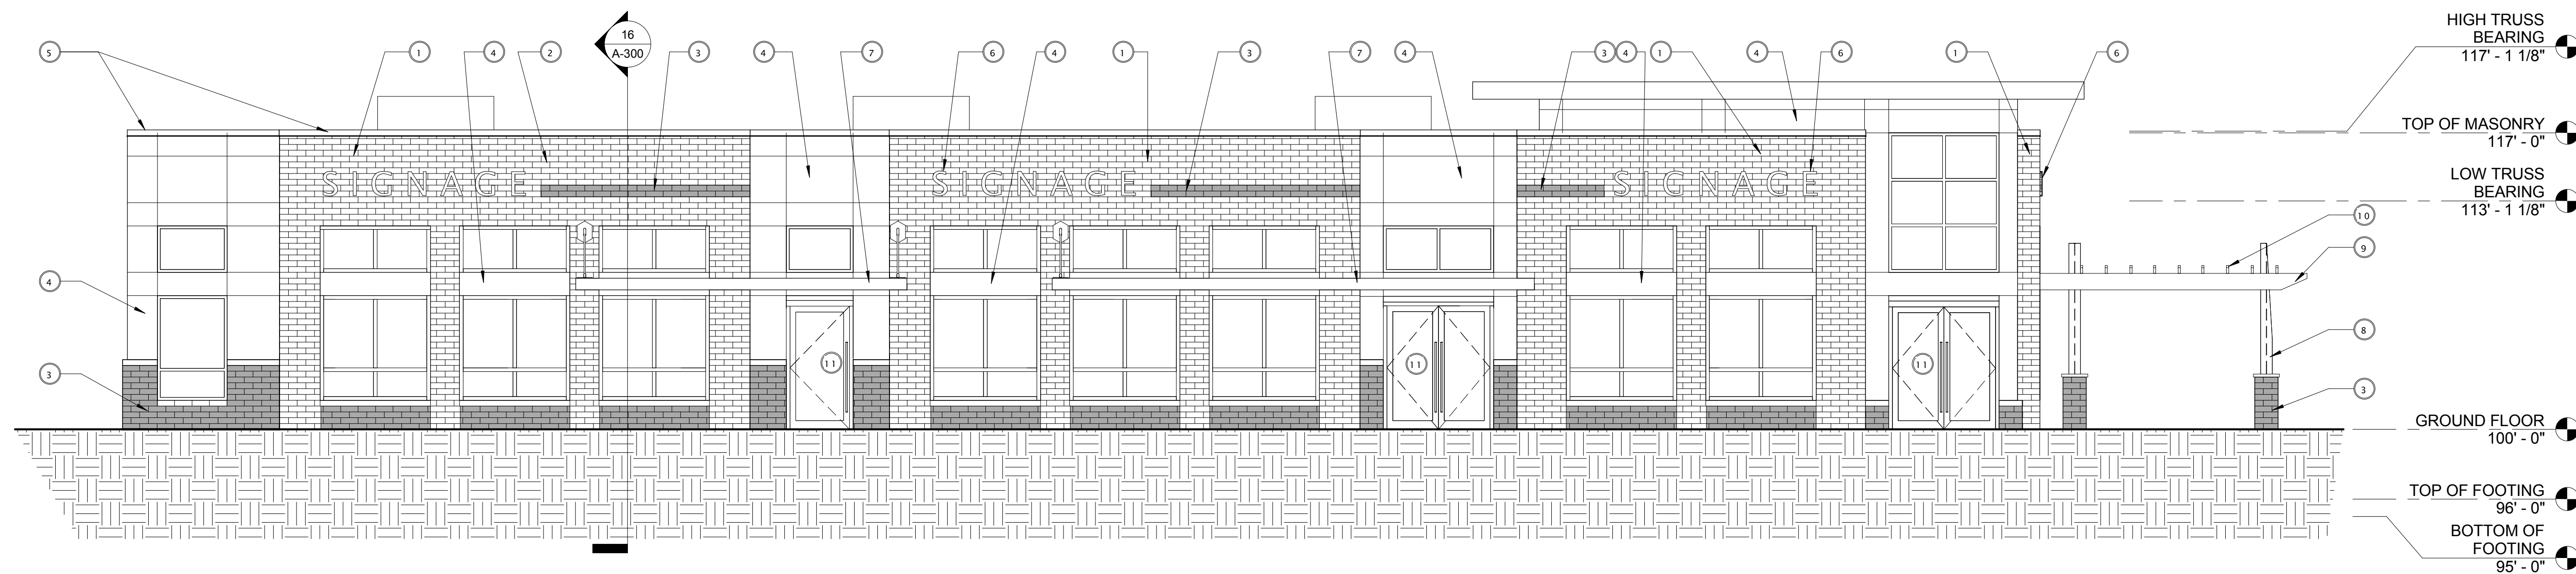 HIGH TRUSS
BEARING
117' - 1 1/8"
16
A-300
5
1
4
2
3
4
7
6
4
1
3
7
4
3
4
1
4
6
1
6
TOP OF MASONRY
117' - 0"
LOW TRUSS
BEARING
113' - 1 1/8"
SIGNAGE
SIGNAGE
SIGNAGE
10
9
4
8
11
11
11
3
3
GROUND FLOOR
100' - 0"
TOP OF FOOTING
96' - 0"
BOTTOM OF
FOOTING
95' - 0"